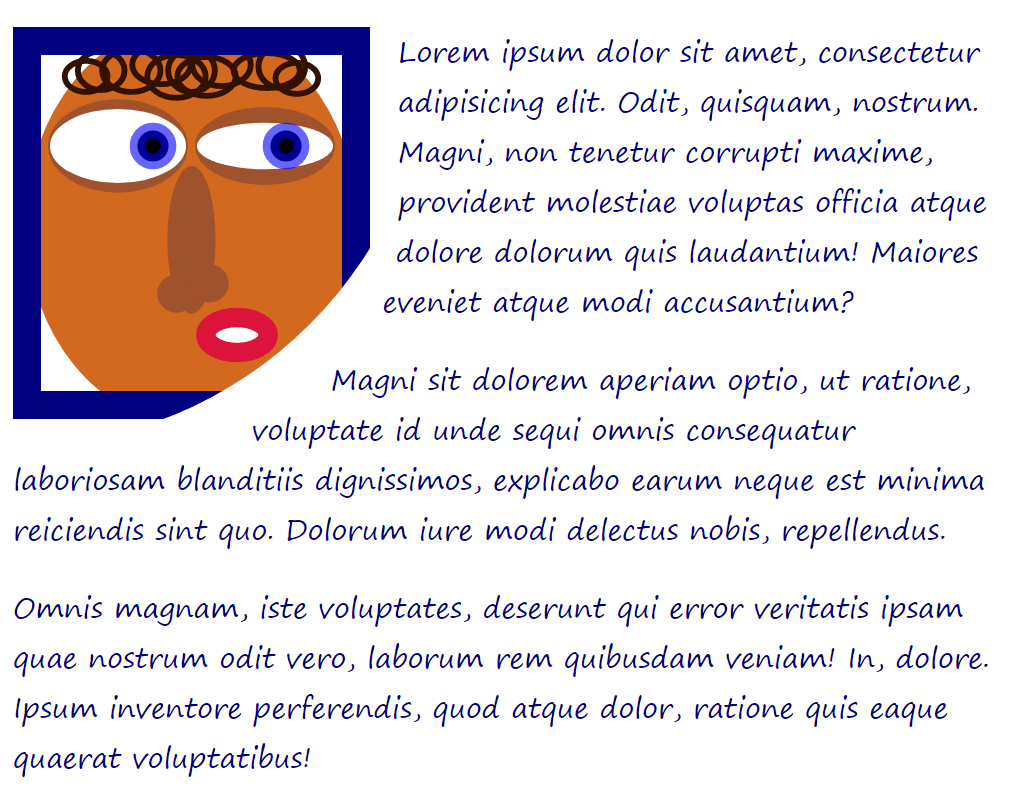 Lorem ipsum dolor sit amet, consectetur
adipisicing elit. Odit, quisquam, nostrum.
Magni, non tenetur corrupti maxime,
provident molestiae voluptas officia atque
dolore dolorum quis laudantium! Maiores
eveniet atque modi accusantium?
Magni sit dolorem aperiam optio, ut ratione,
voluptate id unde sequi omnis consequatur
laboriosam blanditiis dignissimos, explicabo earum neque est minima
reiciendis sint quo. Dolorum iure modi delectus nobis, repellendus.
Omnis magnam, iste voluptates, deserunt qui error veritatis ipsam
quae nostrum odit vero, laborum rem quibusdam veniam! In, dolore.
Ipsum inventore perferendis, quod atque dolor, ratione quis eaque
quaerat voluptatibus!